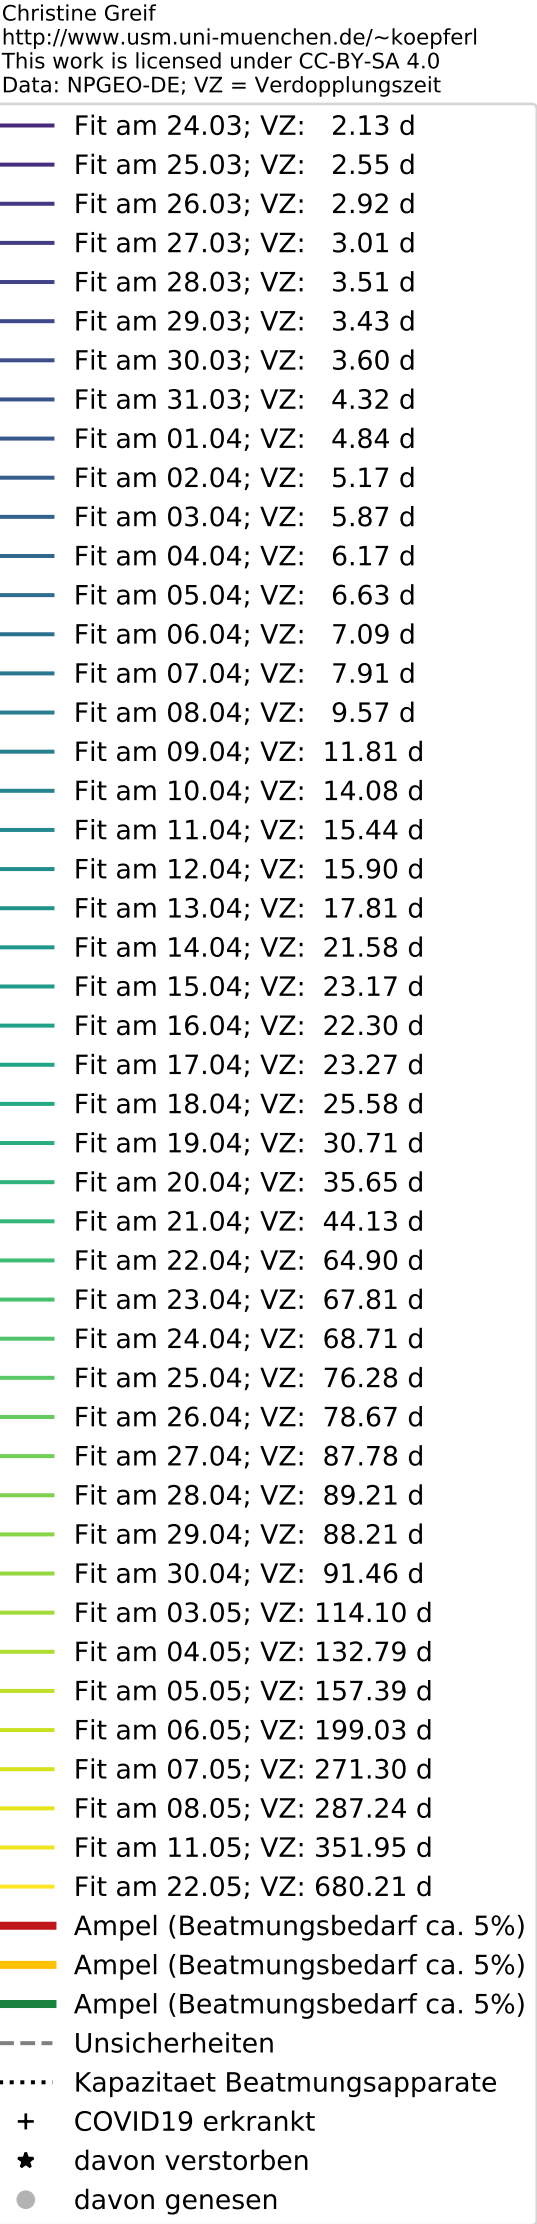 Christine Greif
http://www.usm.uni-muenchen.de/~koepferl
This work is licensed under CC-BY-SA 4.0
Data: NPGEO-DE; VZ = Verdopplungszeit
Fit am 24.03; VZ: 2.13 d
Fit am 25.03; VZ: 2.55 d
Fit am 26.03; VZ: 2.92 d
Fit am 27.03; VZ: 3.01 d
Fit am 28.03; VZ: 3.51 d
Fit am 29.03; VZ: 3.43 d
Fit am 30.03; VZ: 3.60 d
Fit am 31.03; VZ: 4.32 d
Fit am 01.04; VZ: 4.84 d
Fit am 02.04; VZ: 5.17 d
Fit am 03.04; VZ: 5.87 d
Fit am 04.04; VZ: 6.17 d
Fit am 05.04; VZ: 6.63 d
Fit am 06.04; VZ: 7.09 d
Fit am 07.04; VZ: 7.91 d
Fit am 08.04; VZ: 9.57 d
Fit am 09.04; VZ: 11.81 d
Fit am 10.04; VZ: 14.08 d
Fit am 11.04; VZ: 15.44 d
Fit am 12.04; VZ: 15.90 d
Fit am 13.04; VZ: 17.81 d
Fit am 14.04; VZ: 21.58 d
Fit am 15.04; VZ: 23.17 d
Fit am 16.04; VZ: 22.30 d
Fit am 17.04; VZ: 23.27 d
Fit am 18.04; VZ: 25.58 d
Fit am 19.04; VZ: 30.71 d
Fit am 20.04; VZ: 35.65 d
Fit am 21.04; VZ: 44.13 d
Fit am 22.04; VZ: 64.90 d
Fit am 23.04; VZ: 67.81 d
Fit am 24.04; VZ: 68.71 d
Fit am 25.04; VZ: 76.28 d
Fit am 26.04; VZ: 78.67 d
Fit am 27.04; VZ: 87.78 d
Fit am 28.04; VZ: 89.21 d
Fit am 29.04; VZ: 88.21 d
Fit am 30.04; VZ: 91.46 d
Fit am 03.05; VZ: 114.10 d
Fit am 04.05; VZ: 132.79 d
Fit am 05.05; VZ: 157.39 d
Fit am 06.05; VZ: 199.03 d
Fit am 07.05; VZ: 271.30 d
Fit am 08.05; VZ: 287.24 d
Fit am 11.05; VZ: 351.95 d
Fit am 22.05; VZ: 680.21 d
Ampel (Beatmungsbedarf ca. 5%)
Ampel (Beatmungsbedarf ca. 5%)
Ampel (Beatmungsbedarf ca. 5%)
Unsicherheiten
Kapazitaet Beatmungsapparate
COVID19 erkrankt
davon verstorben
davon genesen